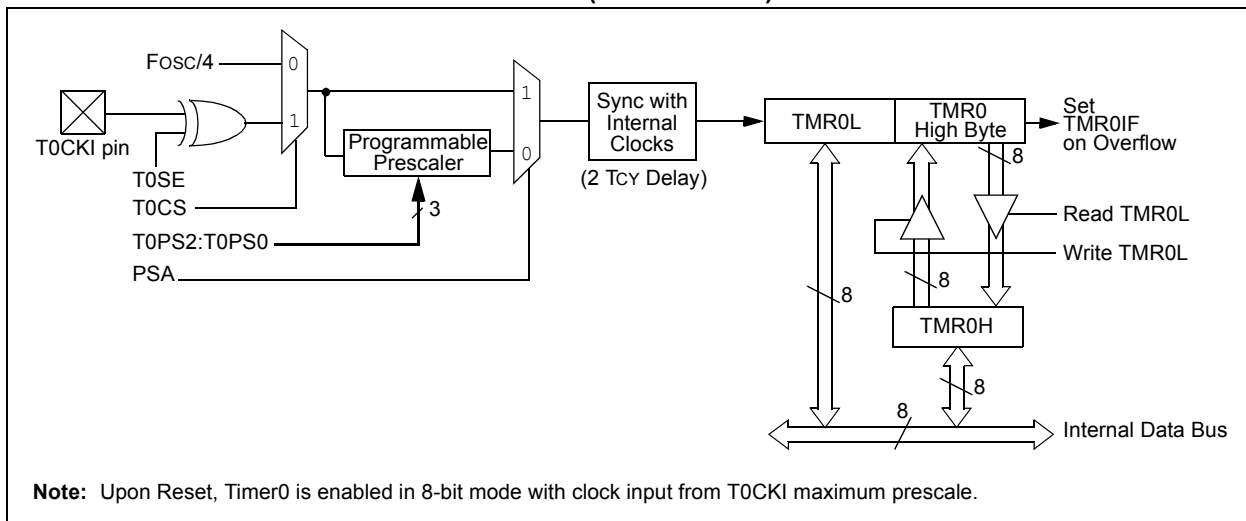 Fosc/4
0
1
T0CKI pin
T0SE
T0CS
T0PS2:T0PS0
PSA
Programmable
Prescaler
3
1
0
Sync with
Internal
Clocks
(2 TCY Delay)
TMR0L
TMR0
High Byte
Set
TMR0IF
on Overflow
8
Read TMR0L
Write TMR0L
8
8
TMR0H
8
8
Internal Data Bus
Note: Upon Reset, Timer0 is enabled in 8-bit mode with clock input from T0CKI maximum prescale.